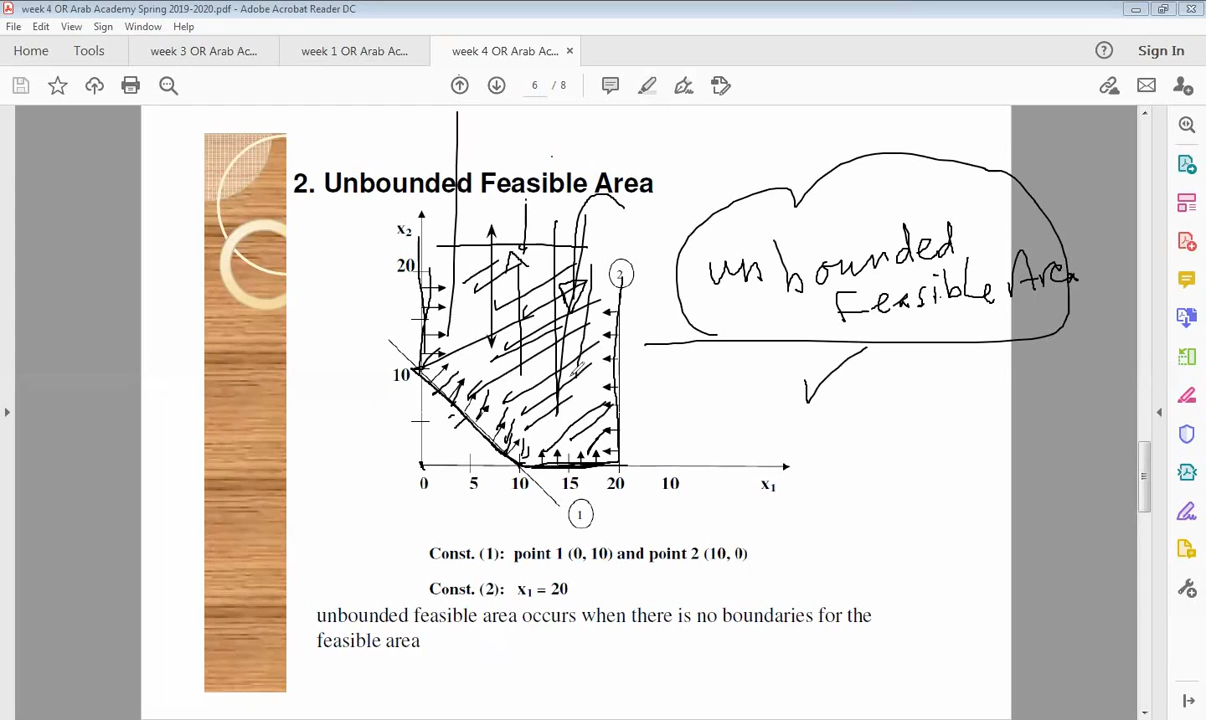 week 4 OR Arab Academy Spring 2019-2020.pdf - Adobe Acrobat Reader DC
File Edit View Sign Window Help
Home Tools week 3 OR Arab Ac... week 1 OR Arab Ac... week 4 OR Arab Ac... × ? Sign In
6 / 8
2. Unbounded Feasible Area
unbounded
Feasible Area
x₂
20
2
10
0 5 10 15 20 10 x₁
1
Const. (1): point 1 (0, 10) and point 2 (10, 0)
Const. (2): x₁ = 20
unbounded feasible area occurs when there is no boundaries for the
feasible area